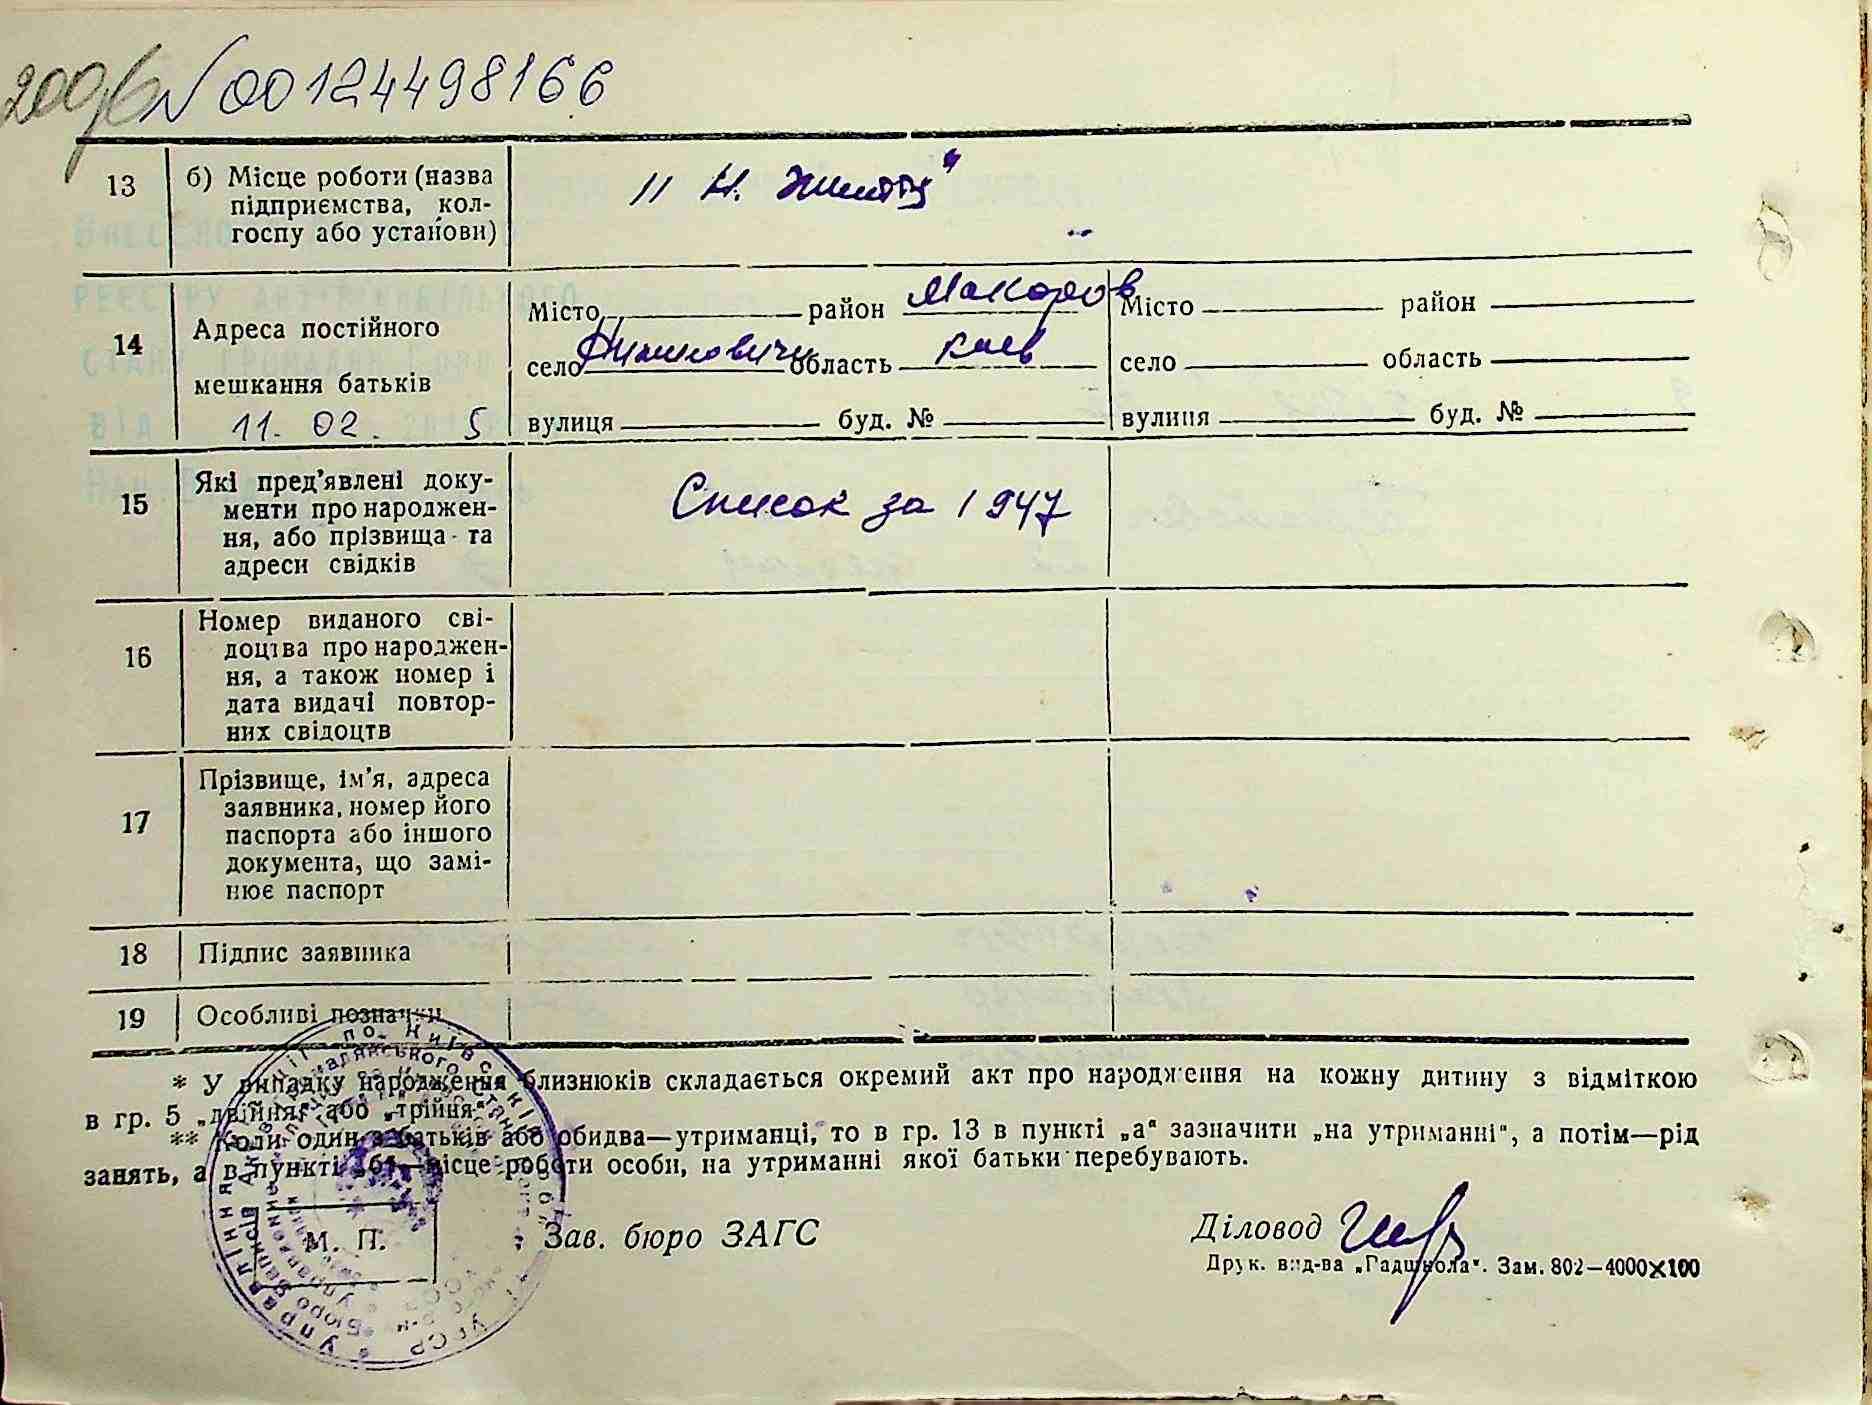 200/б №00124498166
13 б) Місце роботи (назва
підприємства, кол-
госпу або установи)
„ Н. Життя"
14 Адреса постійного
мешкання батьків
11. 02. 5
Місто район Макаров
село область Київ
вулиця буд. №
Місто район
село область
вулиця буд. №
15 Які пред'явлені доку-
менти про народжен-
ня, або прізвища та
адреси свідків
Список за 1947
16 Номер виданого сві-
доцтва про народжен-
ня, а також номер і
дата видачі повтор-
них свідоцтв
17 Прізвище, ім'я, адреса
заявника, номер його
паспорта або іншого
документа, що замі-
нює паспорт
18 Підпис заявника
19 Особливі позначки
* У випадку народження близнюків складається окремий акт про народження на кожну дитину з відміткою
в гр. 5 „двійня" або „трійня".
** Коли один з батьків або обидва—утриманці, то в гр. 13 в пункті „а" зазначити „на утриманні", а потім—рід
занять, а в пункті „б"—місце роботи особи, на утриманні якої батьки перебувають.
М. П.
Зав. бюро ЗАГС
Діловод
Друк. вид-ва „Радшкола". Зам. 802—4000×100